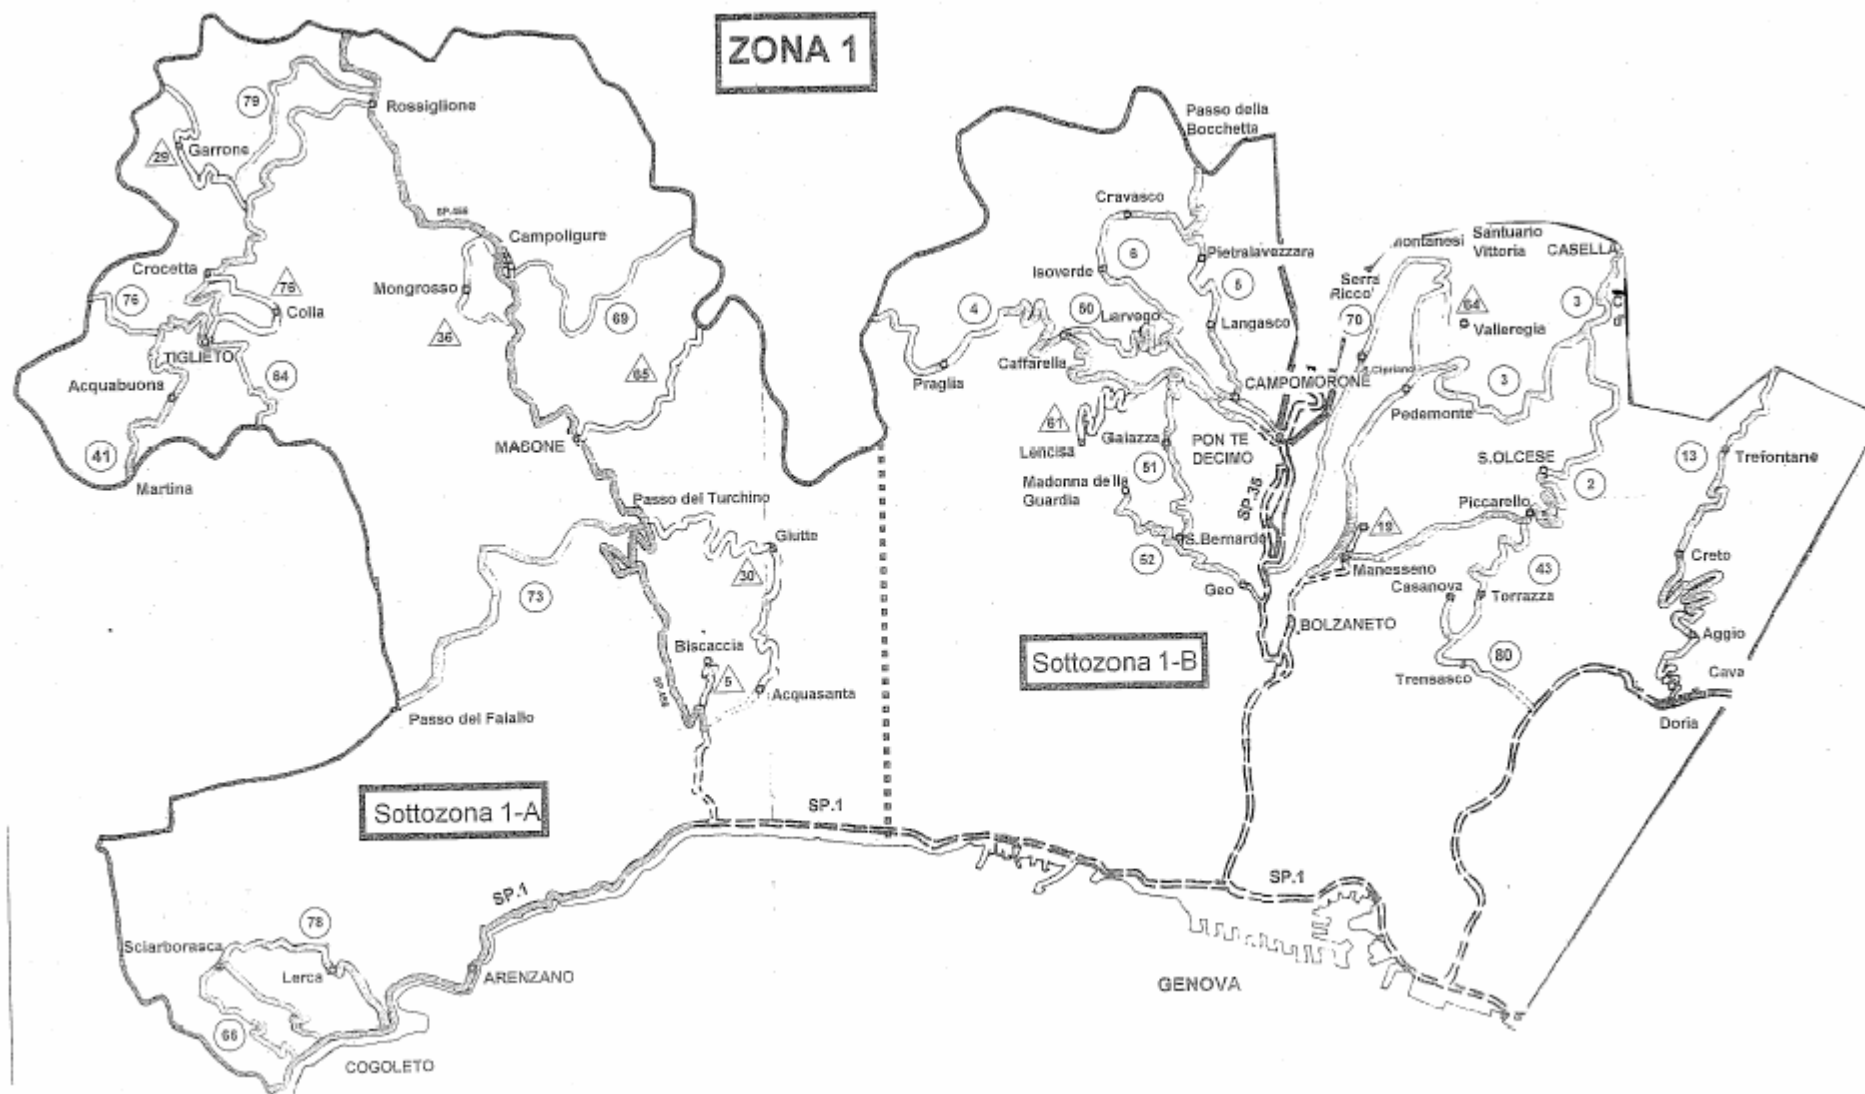 ZONA 1
79
Rossiglione
Passo della
Bocchetta
29
Garrone
Cravasco
SP.456
Campoligure
6
Pietralavezzara
Santuario
Vittoria
CASELLA
Crocetta
76
Colla
Mongrosso
Isoverde
5
Serra
Riccò
3
76
36
69
4
50
Larvego
Langasco
70
64
Valleregia
TIGLIETO
Acquabuona
64
65
Praglia
Caffarella
CAMPOMORONE
3
Pedemonte
41
Martina
MASONE
61
Lencisa
Gaiazza
PON TE
DECIMO
S.OLCESE
13
Trefontane
Passo del Turchino
Madonna della
Guardia
51
SP.35
Piccarello
2
Giutte
30
S.Bernardo
19
Creto
73
52
Geo
Manesseno
Casanova
43
Torrazza
BOLZANETO
Aggio
Biscaccia
5
Sottozona 1-B
Trensasco
80
Cava
SP.456
Acquasanta
Passo del Faiallo
Doria
Sottozona 1-A
SP.1
SP.1
SP.1
78
Sciarborasca
Lerca
ARENZANO
GENOVA
66
COGOLETO